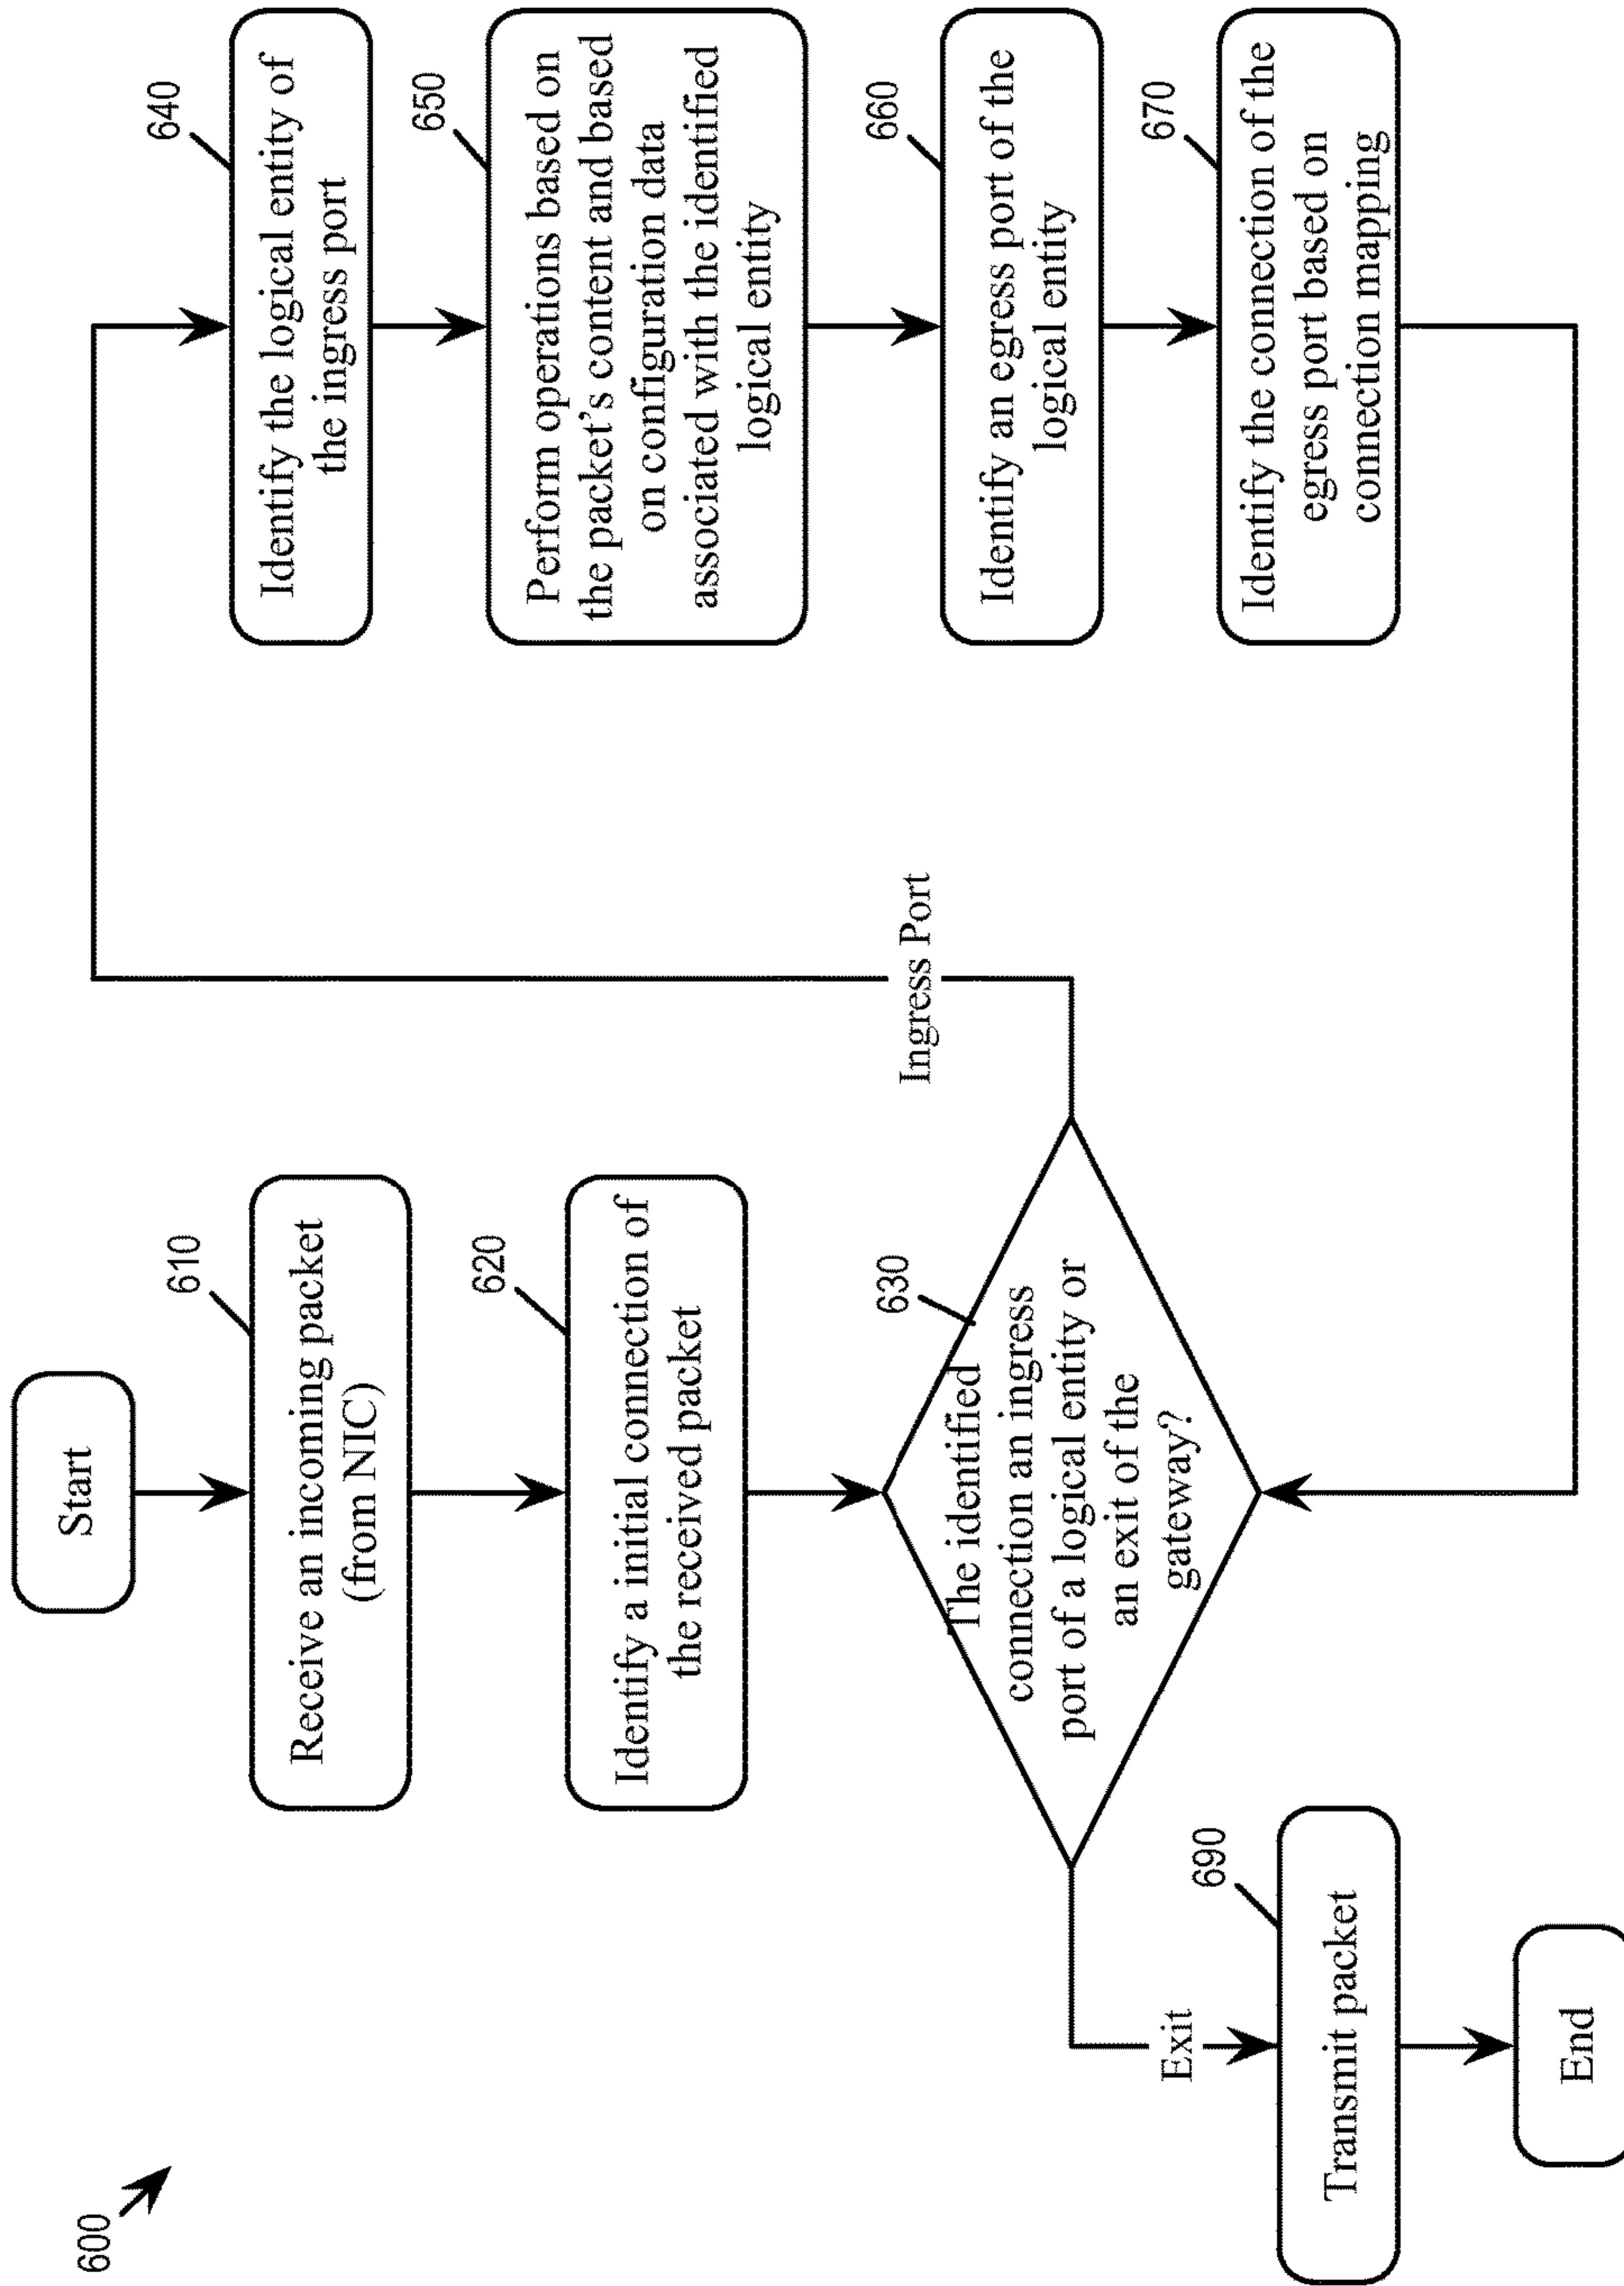 600
Start
610
Receive an incoming packet
(from NIC)
620
Identify a initial connection of
the received packet
630
The identified
connection an ingress
port of a logical entity or
an exit of the
gateway?
Exit
690
Transmit packet
End
Ingress Port
640
Identify the logical entity of
the ingress port
650
Perform operations based on
the packet's content and based
on configuration data
associated with the identified
logical entity
660
Identify an egress port of the
logical entity
670
Identify the connection of the
egress port based on
connection mapping